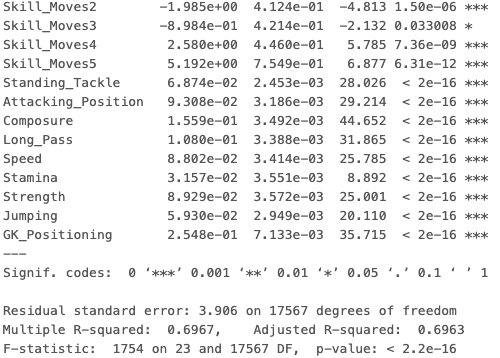 Skill_Moves2 -1.985e+00 4.124e-01 -4.813 1.50e-06 ***
Skill_Moves3 -8.984e-01 4.214e-01 -2.132 0.033008 *
Skill_Moves4 2.580e+00 4.460e-01 5.785 7.36e-09 ***
Skill_Moves5 5.192e+00 7.549e-01 6.877 6.31e-12 ***
Standing_Tackle 6.874e-02 2.453e-03 28.026 < 2e-16 ***
Attacking_Position 9.308e-02 3.186e-03 29.214 < 2e-16 ***
Composure 1.559e-01 3.492e-03 44.652 < 2e-16 ***
Long_Pass 1.080e-01 3.388e-03 31.865 < 2e-16 ***
Speed 8.802e-02 3.414e-03 25.785 < 2e-16 ***
Stamina 3.157e-02 3.551e-03 8.892 < 2e-16 ***
Strength 8.929e-02 3.572e-03 25.001 < 2e-16 ***
Jumping 5.930e-02 2.949e-03 20.110 < 2e-16 ***
GK_Positioning 2.548e-01 7.133e-03 35.715 < 2e-16 ***
---
Signif. codes: 0 ‘***’ 0.001 ‘**’ 0.01 ‘*’ 0.05 ‘.’ 0.1 ‘ ’ 1
Residual standard error: 3.906 on 17567 degrees of freedom
Multiple R-squared: 0.6967, Adjusted R-squared: 0.6963
F-statistic: 1754 on 23 and 17567 DF, p-value: < 2.2e-16